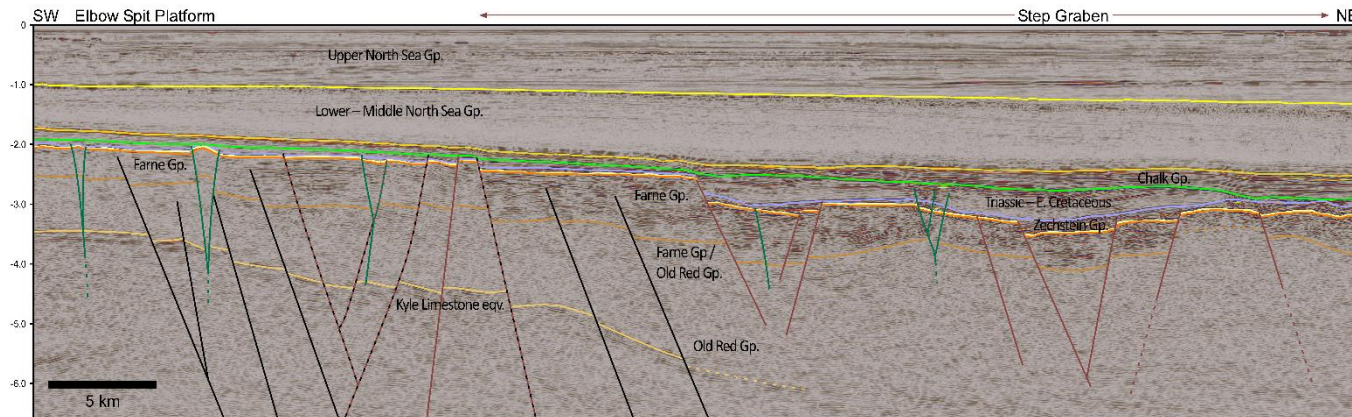 SW Elbow Spit Platform
Step Graben
NE
0
-1.0
-2.0
-3.0
-4.0
-5.0
-6.0
Upper North Sea Gp.
Lower – Middle North Sea Gp.
Farne Gp.
Chalk Gp.
Farne Gp.
Triassic – E. Cretaceous
Zechstein Gp.
Farne Gp /
Old Red Gp.
Kyle Limestone eqv.
Old Red Gp.
5 km